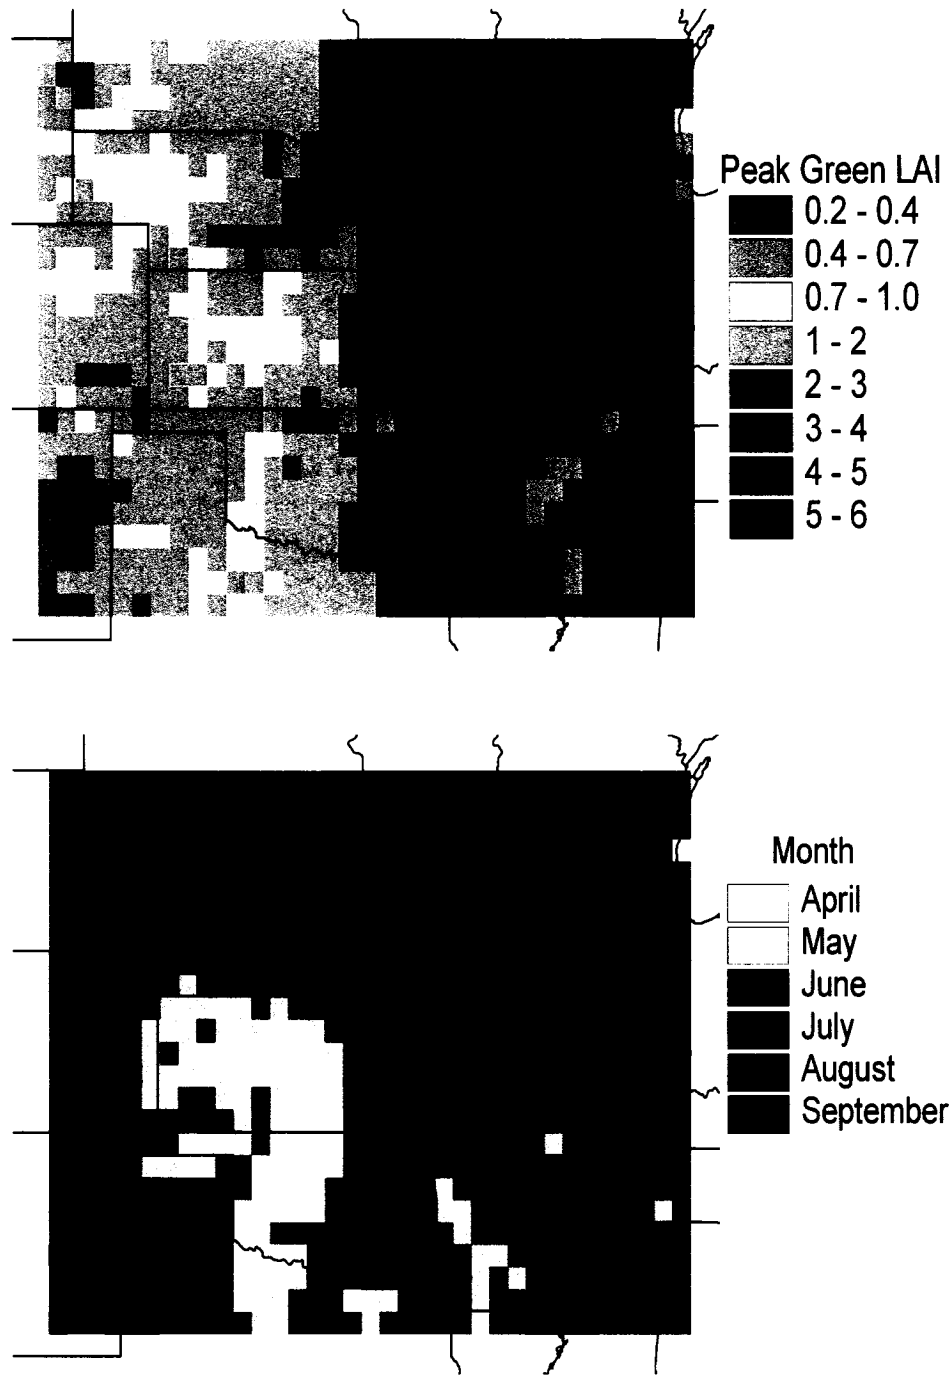 Peak Green LAI
0.2 - 0.4
0.4 - 0.7
0.7 - 1.0
1 - 2
2 - 3
3 - 4
4 - 5
5 - 6
Month
April
May
June
July
August
September